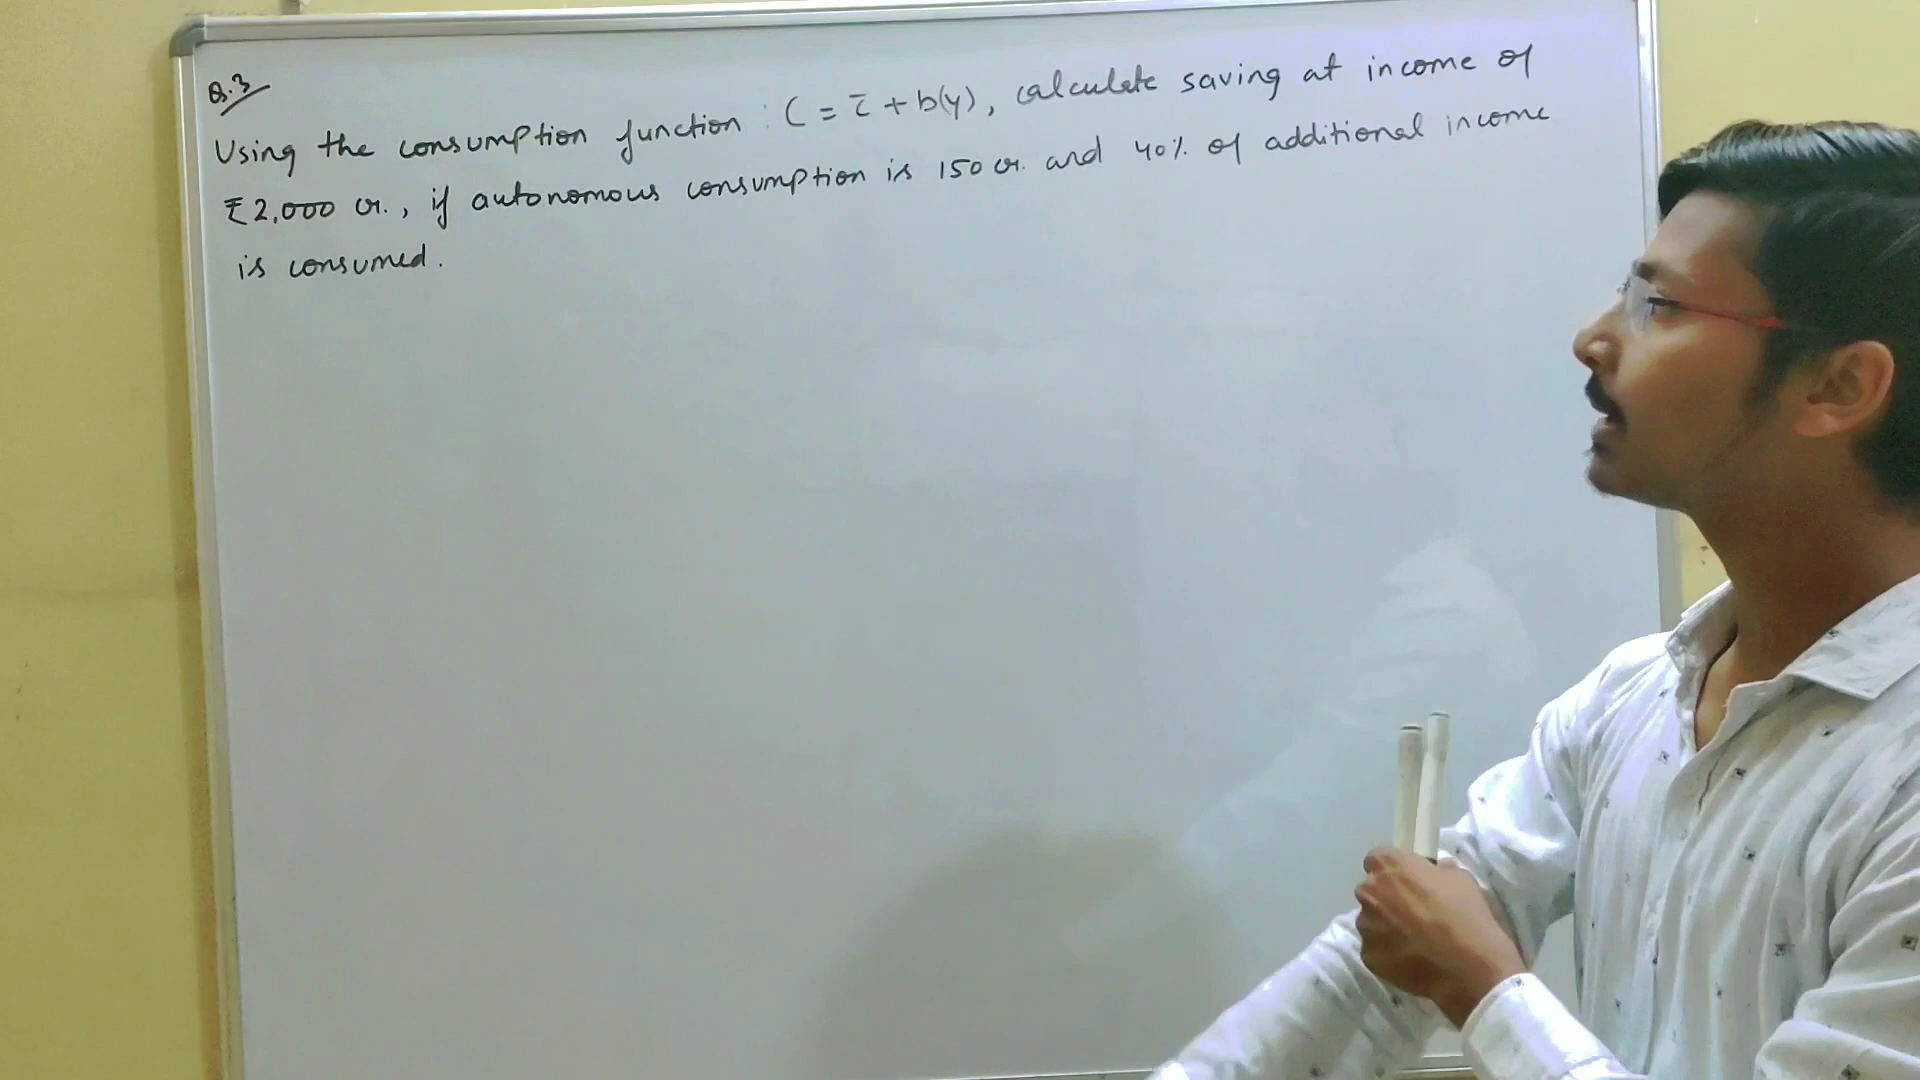 Q.3
Using the consumption function : C = c̄ + b(y), calculate saving at income of
₹2,000 cr., if autonomous consumption is 150 cr. and 40% of additional income
is consumed.